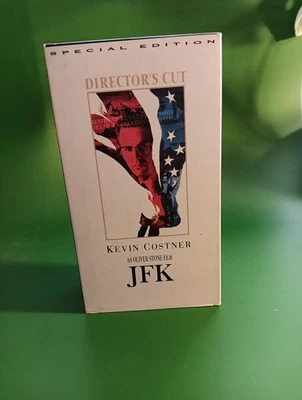 SPECIAL EDITION
DIRECTOR'S CUT
KEVIN COSTNER
AN OLIVER STONE FILM
JFK